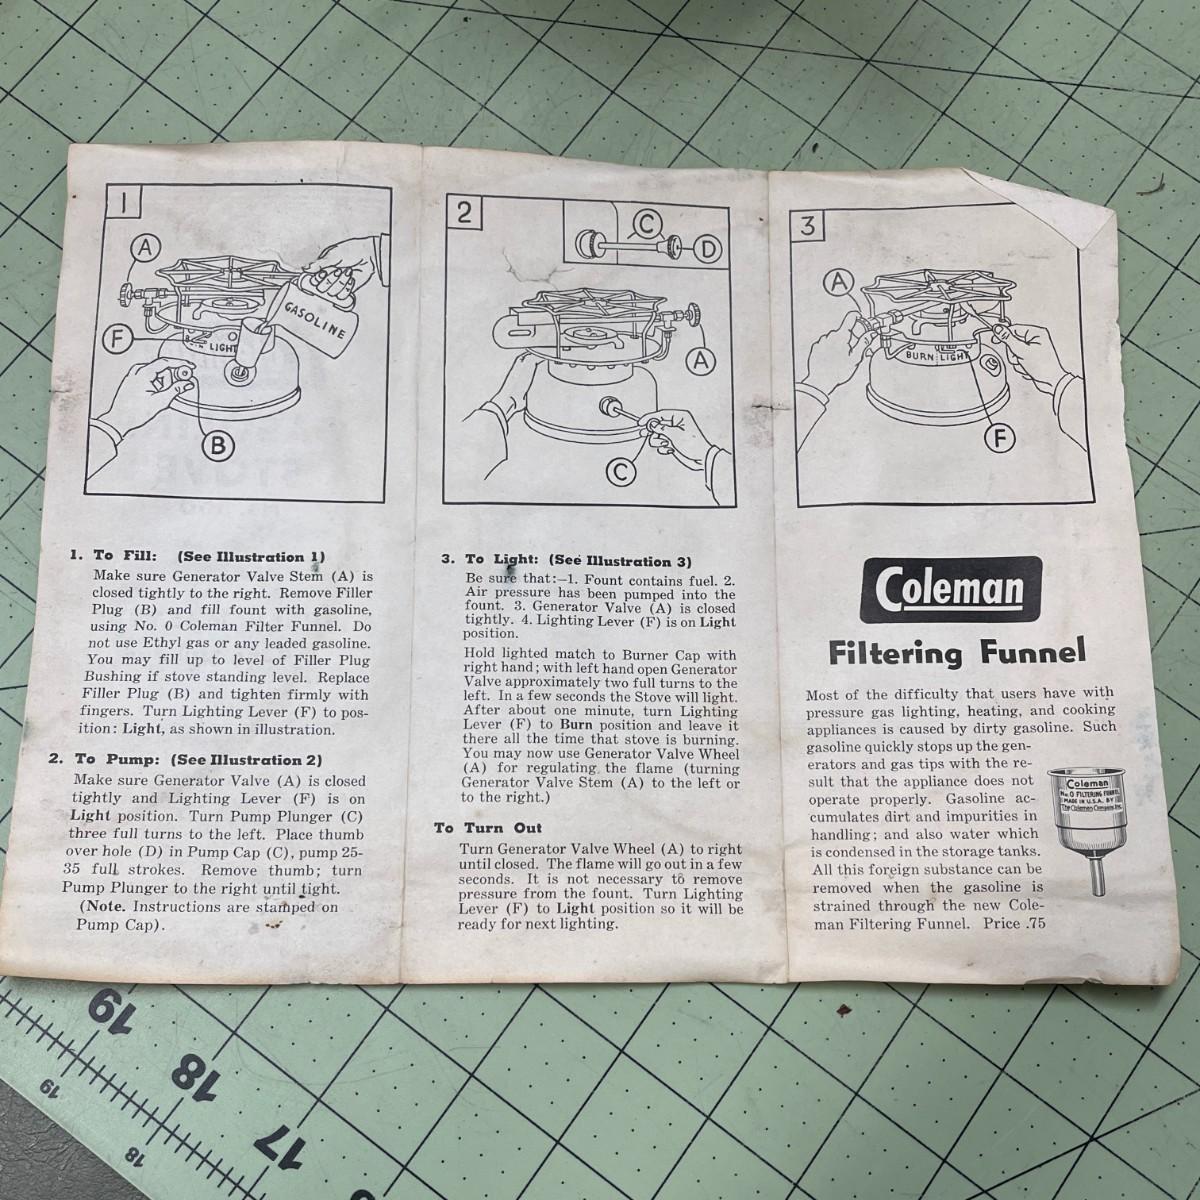 1
A
GASOLINE
F
LIGHT
B
2
C
D
A
C
3
A
BURN LIGHT
F
1. To Fill: (See Illustration 1)
Make sure Generator Valve Stem (A) is
closed tightly to the right. Remove Filler
Plug (B) and fill fount with gasoline,
using No. 0 Coleman Filter Funnel. Do
not use Ethyl gas or any leaded gasoline.
You may fill up to level of Filler Plug
Bushing if stove standing level. Replace
Filler Plug (B) and tighten firmly with
fingers. Turn Lighting Lever (F) to pos-
ition: Light, as shown in illustration.
2. To Pump: (See Illustration 2)
Make sure Generator Valve (A) is closed
tightly and Lighting Lever (F) is on
Light position. Turn Pump Plunger (C)
three full turns to the left. Place thumb
over hole (D) in Pump Cap (C), pump 25-
35 full strokes. Remove thumb; turn
Pump Plunger to the right until tight.
(Note. Instructions are stamped on
Pump Cap).
3. To Light: (See Illustration 3)
Be sure that:—1. Fount contains fuel. 2.
Air pressure has been pumped into the
fount. 3. Generator Valve (A) is closed
tightly. 4. Lighting Lever (F) is on Light
position.
Hold lighted match to Burner Cap with
right hand; with left hand open Generator
Valve approximately two full turns to the
left. In a few seconds the Stove will light.
After about one minute, turn Lighting
Lever (F) to Burn position and leave it
there all the time that stove is burning.
You may now use Generator Valve Wheel
(A) for regulating the flame (turning
Generator Valve Stem (A) to the left or
to the right.)
To Turn Out
Turn Generator Valve Wheel (A) to right
until closed. The flame will go out in a few
seconds. It is not necessary to remove
pressure from the fount. Turn Lighting
Lever (F) to Light position so it will be
ready for next lighting.
Coleman
Filtering Funnel
Most of the difficulty that users have with
pressure gas lighting, heating, and cooking
appliances is caused by dirty gasoline. Such
gasoline quickly stops up the gen-
erators and gas tips with the re-
sult that the appliance does not
operate properly. Gasoline ac-
cumulates dirt and impurities in
handling; and also water which
is condensed in the storage tanks.
All this foreign substance can be
removed when the gasoline is
strained through the new Cole-
man Filtering Funnel. Price .75
Coleman
No. 0 FILTERING FUNNEL
MADE IN U.S.A. BY
The Coleman Company, Inc.
19
18
17
19
18